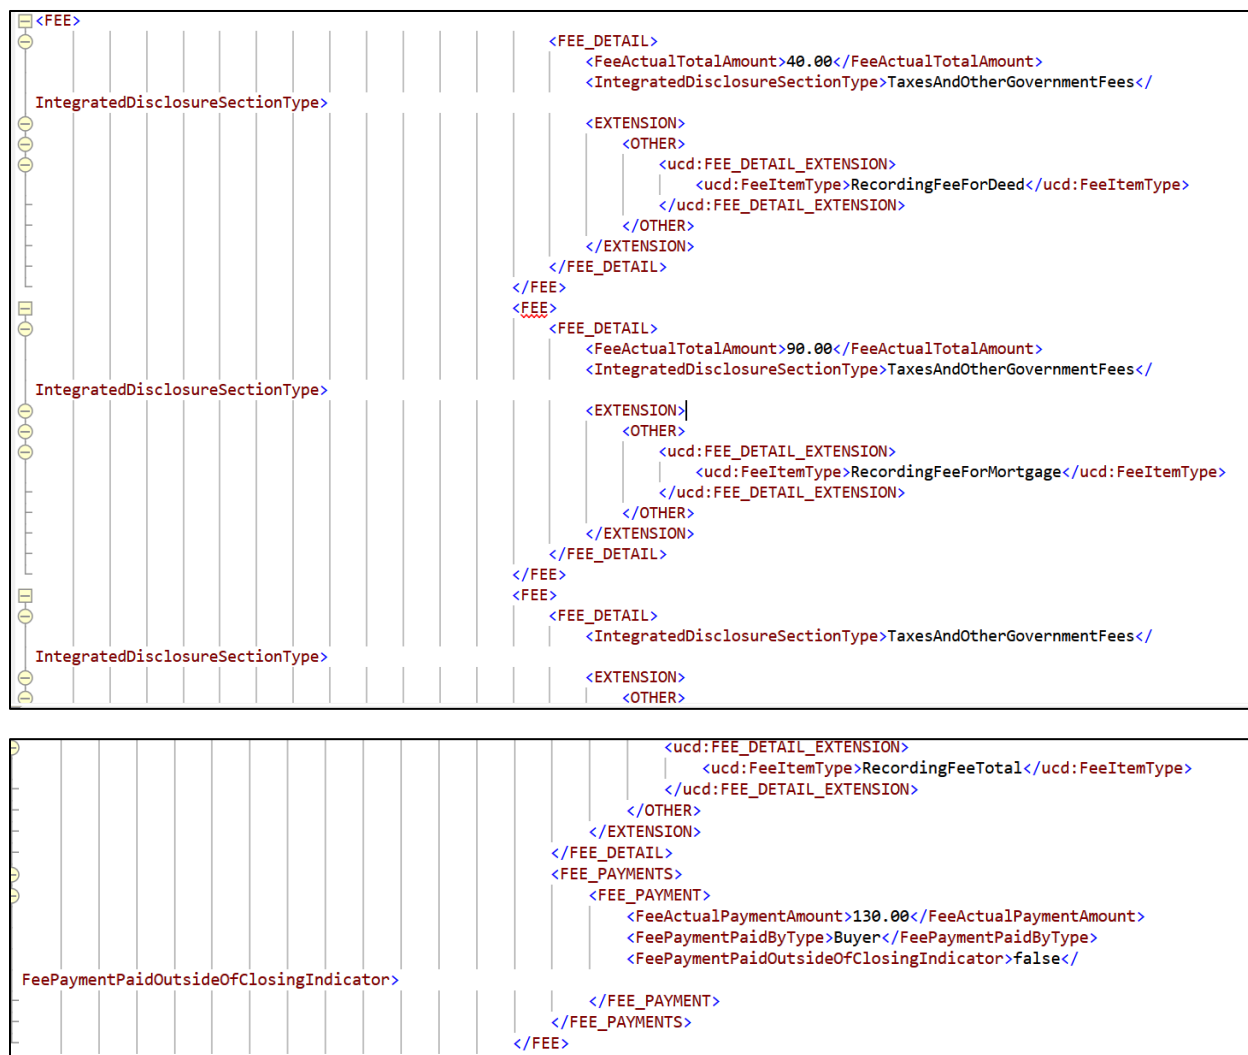 <FEE>
<FEE_DETAIL>
<FeeActualTotalAmount>40.00</FeeActualTotalAmount>
<IntegratedDisclosureSectionType>TaxesAndOtherGovernmentFees</
IntegratedDisclosureSectionType>
<EXTENSION>
<OTHER>
<ucd:FEE_DETAIL_EXTENSION>
<ucd:FeeItemType>RecordingFeeForDeed</ucd:FeeItemType>
</ucd:FEE_DETAIL_EXTENSION>
</OTHER>
</EXTENSION>
</FEE_DETAIL>
</FEE>
<FEE>
<FEE_DETAIL>
<FeeActualTotalAmount>90.00</FeeActualTotalAmount>
<IntegratedDisclosureSectionType>TaxesAndOtherGovernmentFees</
IntegratedDisclosureSectionType>
<EXTENSION>
<OTHER>
<ucd:FEE_DETAIL_EXTENSION>
<ucd:FeeItemType>RecordingFeeForMortgage</ucd:FeeItemType>
</ucd:FEE_DETAIL_EXTENSION>
</OTHER>
</EXTENSION>
</FEE_DETAIL>
</FEE>
<FEE>
<FEE_DETAIL>
<IntegratedDisclosureSectionType>TaxesAndOtherGovernmentFees</
IntegratedDisclosureSectionType>
<EXTENSION>
<OTHER>
<ucd:FEE_DETAIL_EXTENSION>
<ucd:FeeItemType>RecordingFeeTotal</ucd:FeeItemType>
</ucd:FEE_DETAIL_EXTENSION>
</OTHER>
</EXTENSION>
</FEE_DETAIL>
<FEE_PAYMENTS>
<FEE_PAYMENT>
<FeeActualPaymentAmount>130.00</FeeActualPaymentAmount>
<FeePaymentPaidByType>Buyer</FeePaymentPaidByType>
<FeePaymentPaidOutsideOfClosingIndicator>false</
FeePaymentPaidOutsideOfClosingIndicator>
</FEE_PAYMENT>
</FEE_PAYMENTS>
</FEE>